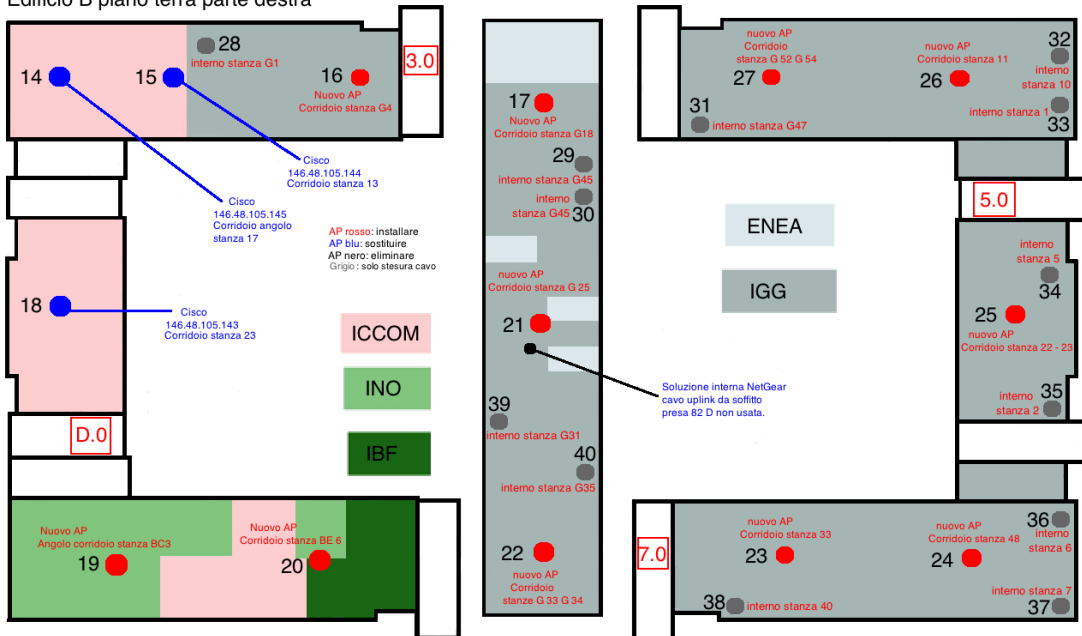 Edificio B piano terra parte destra
14
15
28
interno stanza G1
16
Nuovo AP
Corridoio stanza G4
3.0
Cisco
146.48.105.144
Corridoio stanza 13
Cisco
146.48.105.145
Corridoio angolo
stanza 17
18
Cisco
146.48.105.143
Corridoio stanza 23
D.0
AP rosso: installare
AP blu: sostituire
AP nero: eliminare
Grigio : solo stesura cavo
ICCOM
INO
IBF
Nuovo AP
Angolo corridoio stanza BC3
19
Nuovo AP
Corridoio stanza BE 6
20
17
Nuovo AP
Corridoio stanza G18
29
interno stanza G45
interno
stanza G45
30
nuovo AP
Corridoio stanza G 25
21
Soluzione interna NetGear
cavo uplink da soffitto
presa 82 D non usata.
39
interno stanza G31
40
interno stanza G35
22
nuovo AP
Corridoio
stanze G 33 G 34
nuovo AP
Corridoio
stanza G 52 G 54
27
nuovo AP
Corridoio stanza 11
26
32
interno
stanza 10
31
interno stanza G47
interno stanza 1
33
5.0
ENEA
IGG
interno
stanza 5
34
25
nuovo AP
Corridoio stanza 22 - 23
35
interno
stanza 2
7.0
nuovo AP
Corridoio stanza 33
23
nuovo AP
Corridoio stanza 48
24
36
interno
stanza 6
38
interno stanza 40
interno stanza 7
37